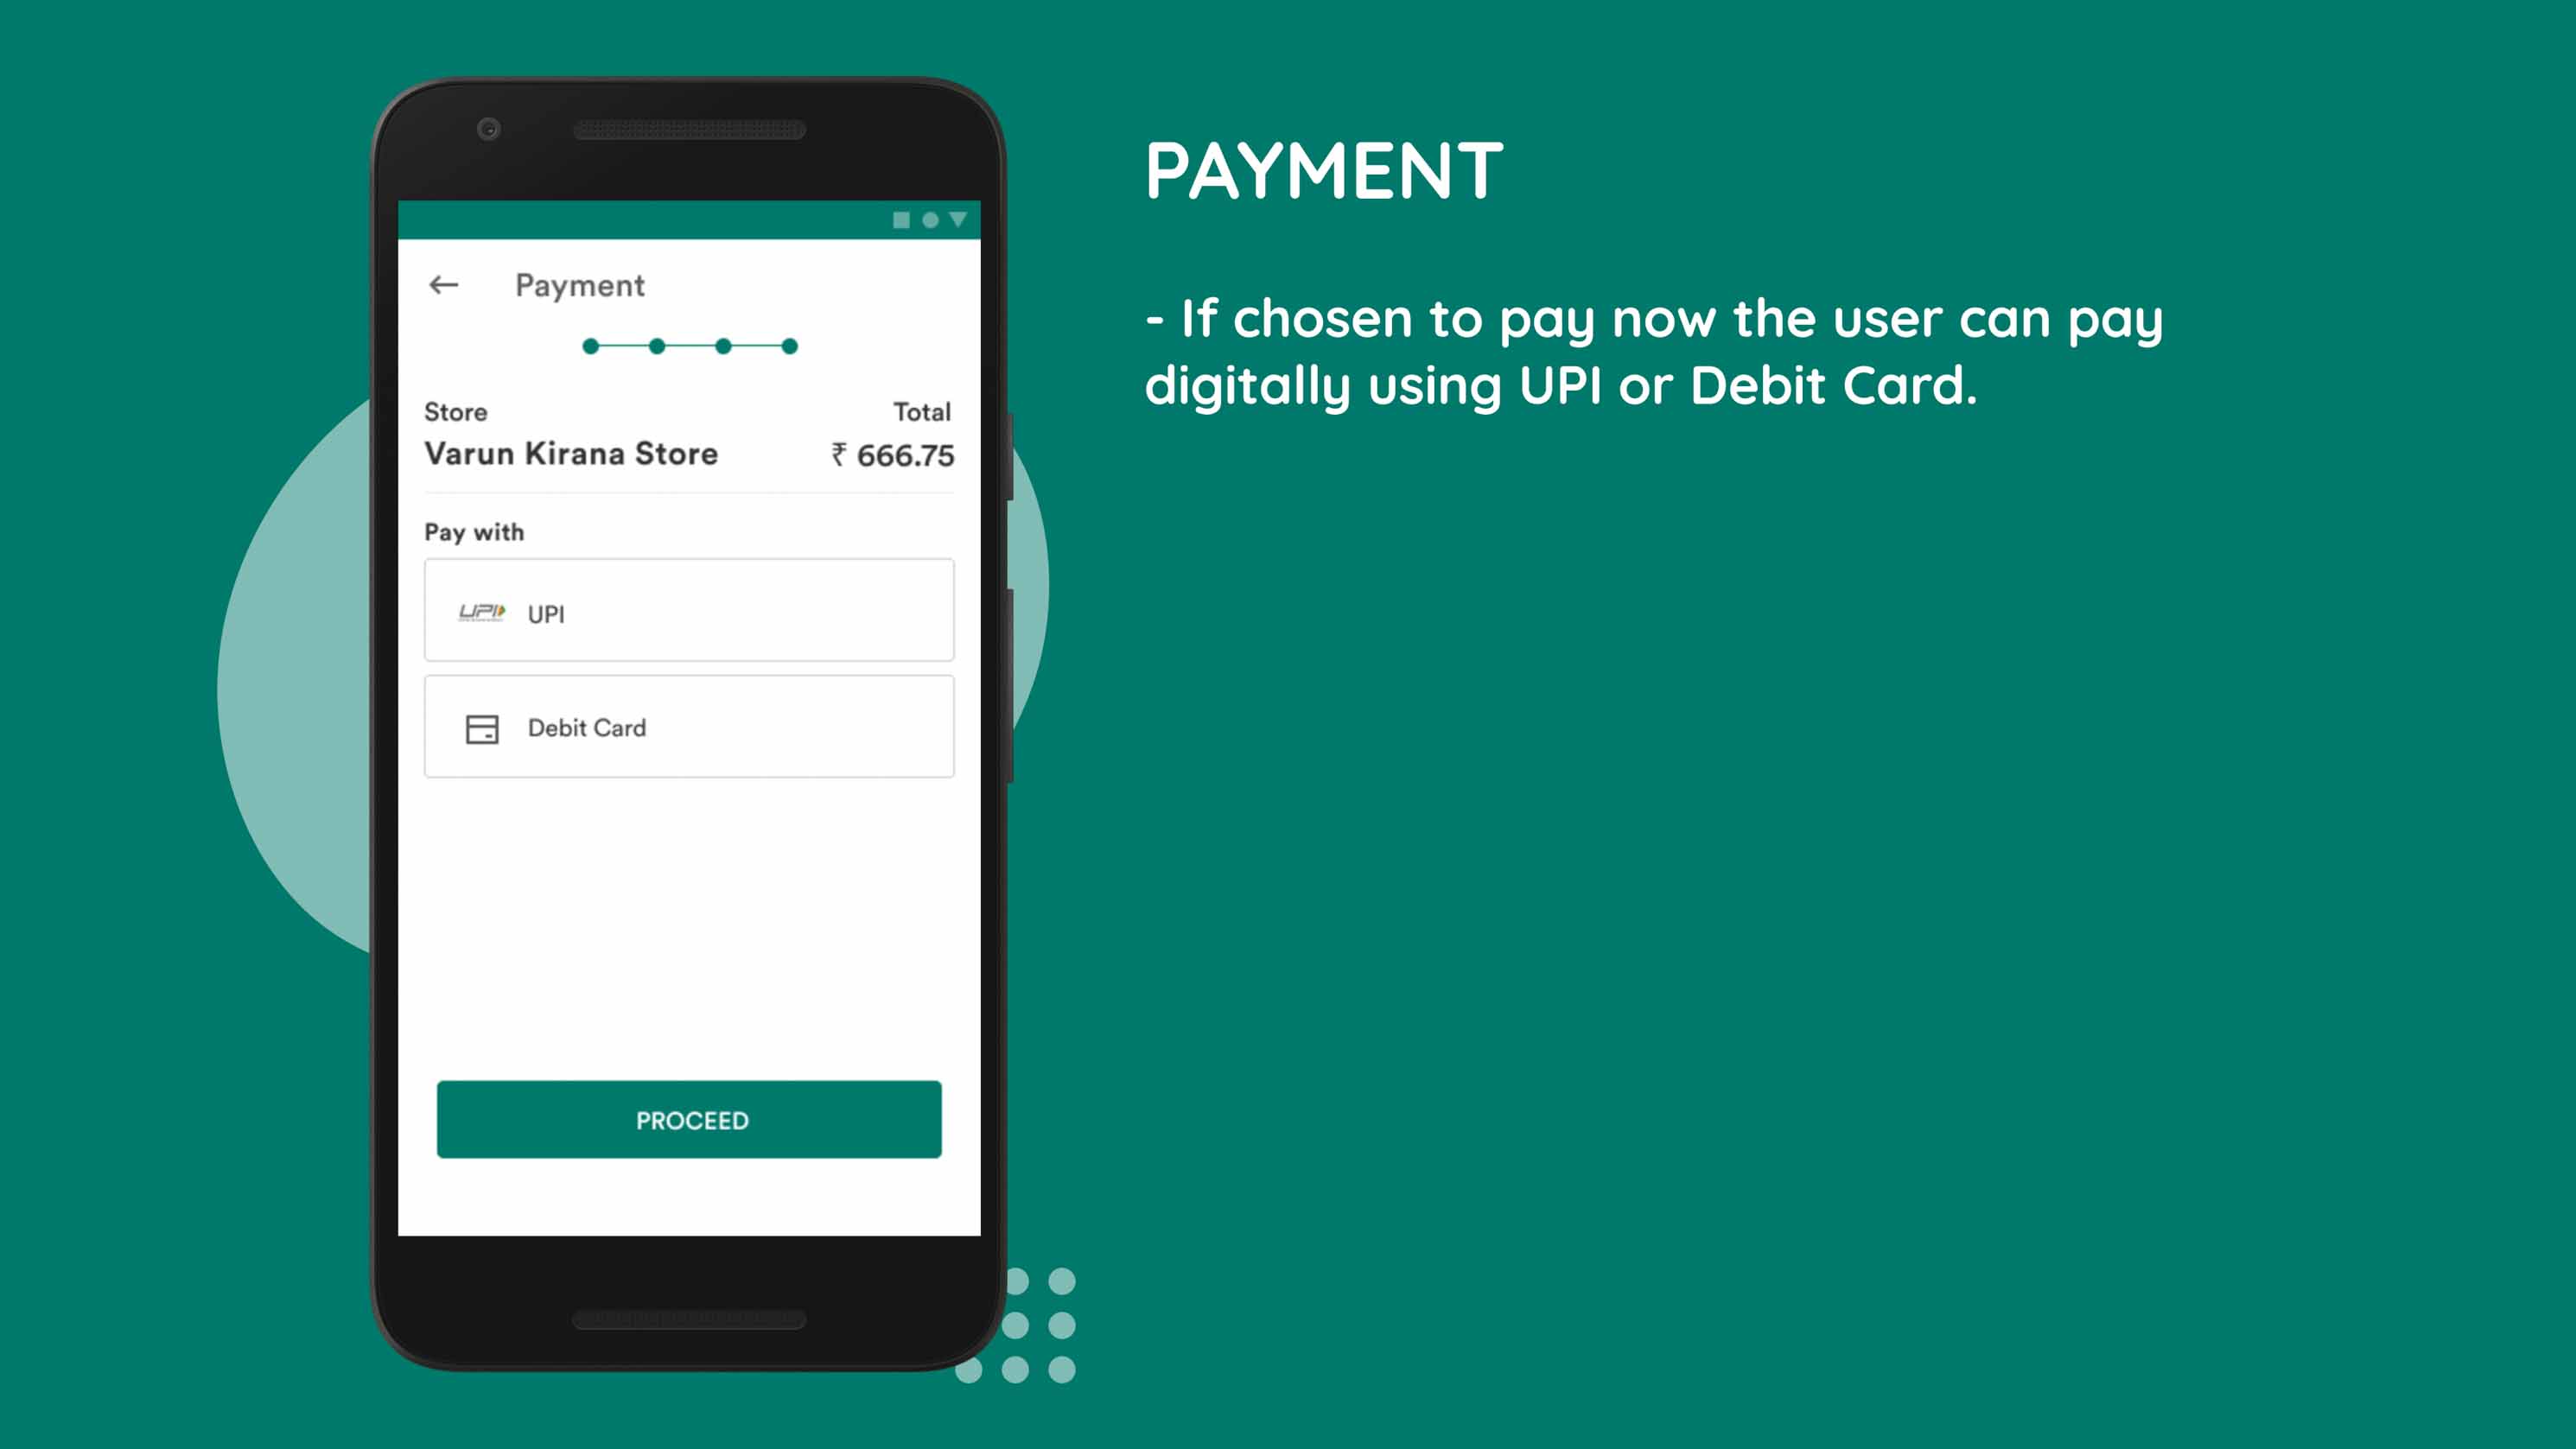 PAYMENT
- If chosen to pay now the user can pay
digitally using UPI or Debit Card.
Payment
Store
Total
Varun Kirana Store
₹ 666.75
Pay with
UPI
UPI
Debit Card
PROCEED